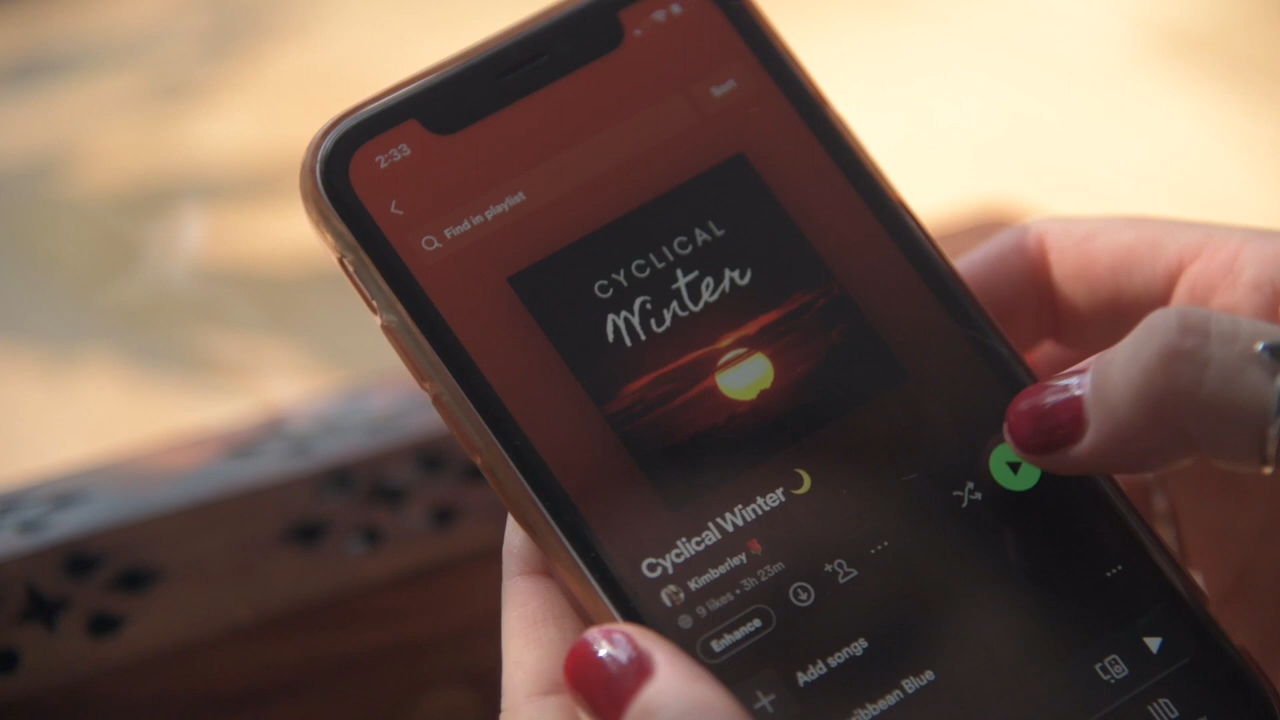 2:33
Sort
Find in playlist
CYCLICAL
Winter
Cyclical Winter
Kimberley
9 likes • 3h 23m
Enhance
Add songs
ibbean Blue